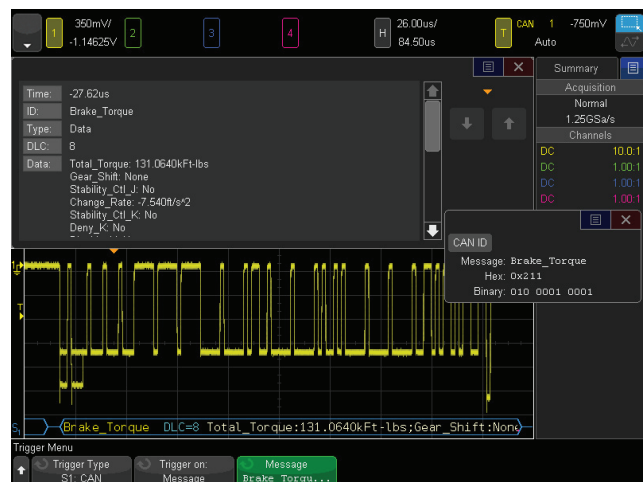 1 350mV/ -1.14625V 2 3 4 H 26.00us/ 84.50us T CAN 1 -750mV Auto
Summary
Acquisition
Normal
1.25GSa/s
Channels
DC 10.0:1
DC 1.00:1
DC 1.00:1
DC 1.00:1
Time: -27.62us
ID: Brake_Torque
Type: Data
DLC: 8
Data: Total_Torque: 131.0640kFt-lbs
Gear_Shift: None
Stability_Ctl_J: No
Change_Rate: -7.540ft/s^2
Stability_Ctl_K: No
Deny_K: No
CAN ID
Message: Brake_Torque
Hex: 0x211
Binary: 010 0001 0001
T
S1 Brake_Torque DLC=8 Total_Torque:131.0640kFt-lbs;Gear_Shift:None
Trigger Menu
Trigger Type
S1: CAN
Trigger on:
Message
Message
Brake Torqu...